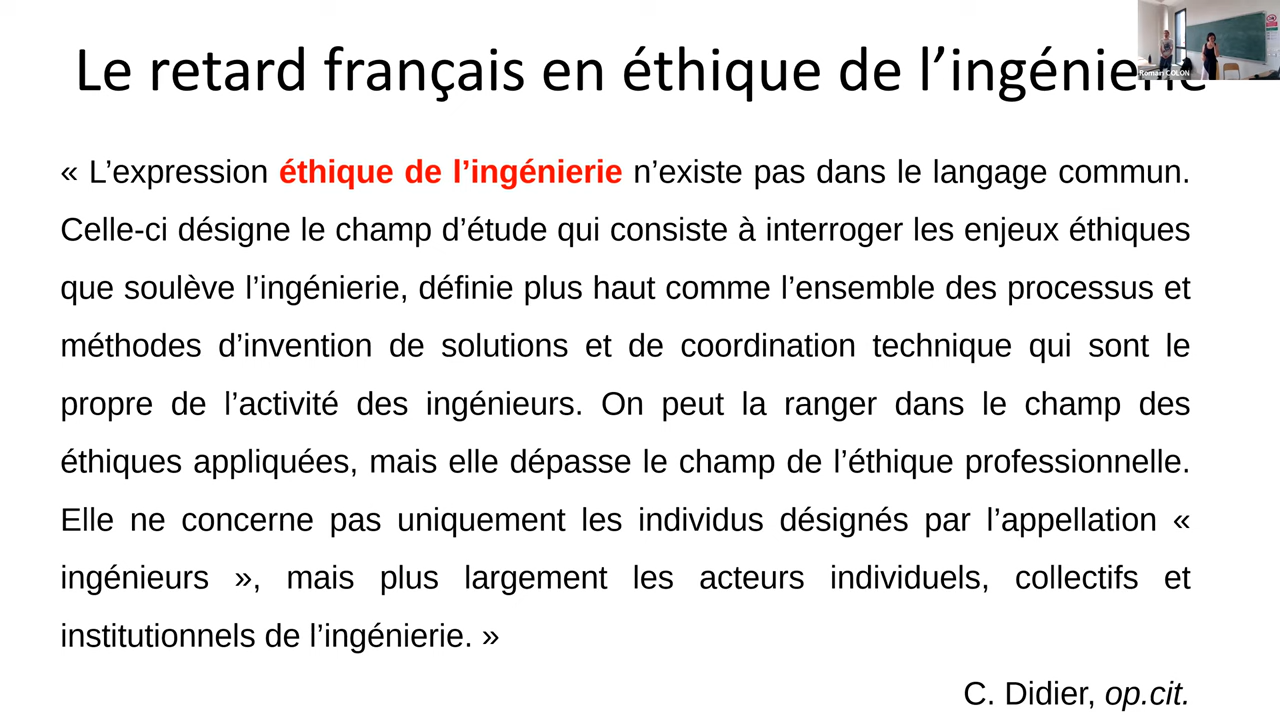 Le retard français en éthique de l’ingénierie
Romain COLON
« L’expression éthique de l’ingénierie n’existe pas dans le langage commun.
Celle-ci désigne le champ d’étude qui consiste à interroger les enjeux éthiques
que soulève l’ingénierie, définie plus haut comme l’ensemble des processus et
méthodes d’invention de solutions et de coordination technique qui sont le
propre de l’activité des ingénieurs. On peut la ranger dans le champ des
éthiques appliquées, mais elle dépasse le champ de l’éthique professionnelle.
Elle ne concerne pas uniquement les individus désignés par l’appellation «
ingénieurs », mais plus largement les acteurs individuels, collectifs et
institutionnels de l’ingénierie. »
C. Didier, op.cit.